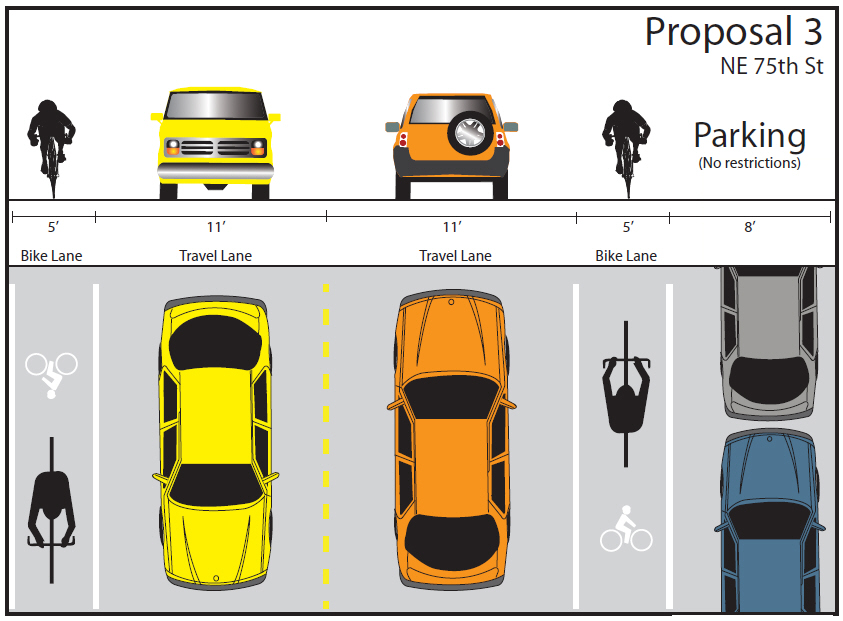 Proposal 3
NE 75th St
Parking
(No restrictions)
5’ 11’ 11’ 5’ 8’
Bike Lane Travel Lane Travel Lane Bike Lane